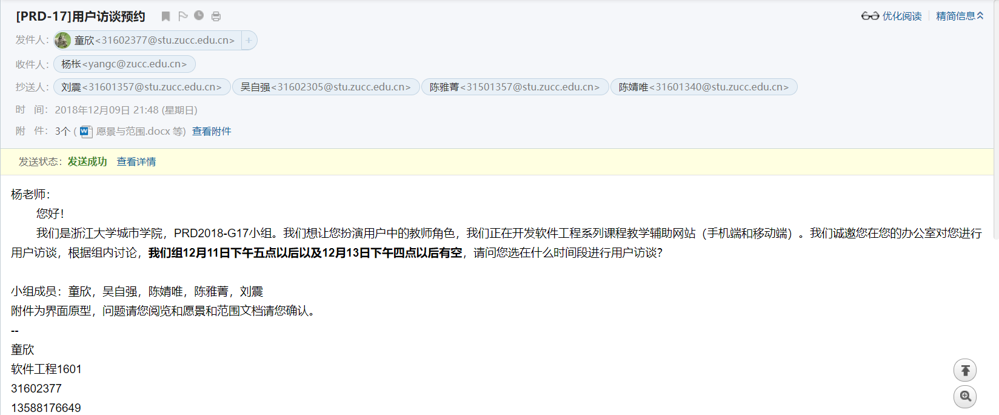 [PRD-17]用户访谈预约
优化阅读 精简信息
发件人：童欣<31602377@stu.zucc.edu.cn> +
收件人：杨枨<yangc@zucc.edu.cn>
抄送人：刘震<31601357@stu.zucc.edu.cn> 吴自强<31602305@stu.zucc.edu.cn> 陈雅菁<31501357@stu.zucc.edu.cn> 陈婧唯<31601340@stu.zucc.edu.cn>
时 间：2018年12月09日 21:48 (星期日)
附 件：3个 ( 愿景与范围.docx 等) 查看附件
发送状态：发送成功 查看详情
杨老师：
您好！
我们是浙江大学城市学院，PRD2018-G17小组。我们想让您扮演用户中的教师角色，我们正在开发软件工程系列课程教学辅助网站（手机端和移动端）。我们诚邀您在您的办公室对您进行
用户访谈，根据组内讨论，我们组12月11日下午五点以后以及12月13日下午四点以后有空，请问您选在什么时间段进行用户访谈？
小组成员：童欣，吴自强，陈婧唯，陈雅菁，刘震
附件为界面原型，问题请您阅览和愿景和范围文档请您确认。
--
童欣
软件工程1601
31602377
13588176649